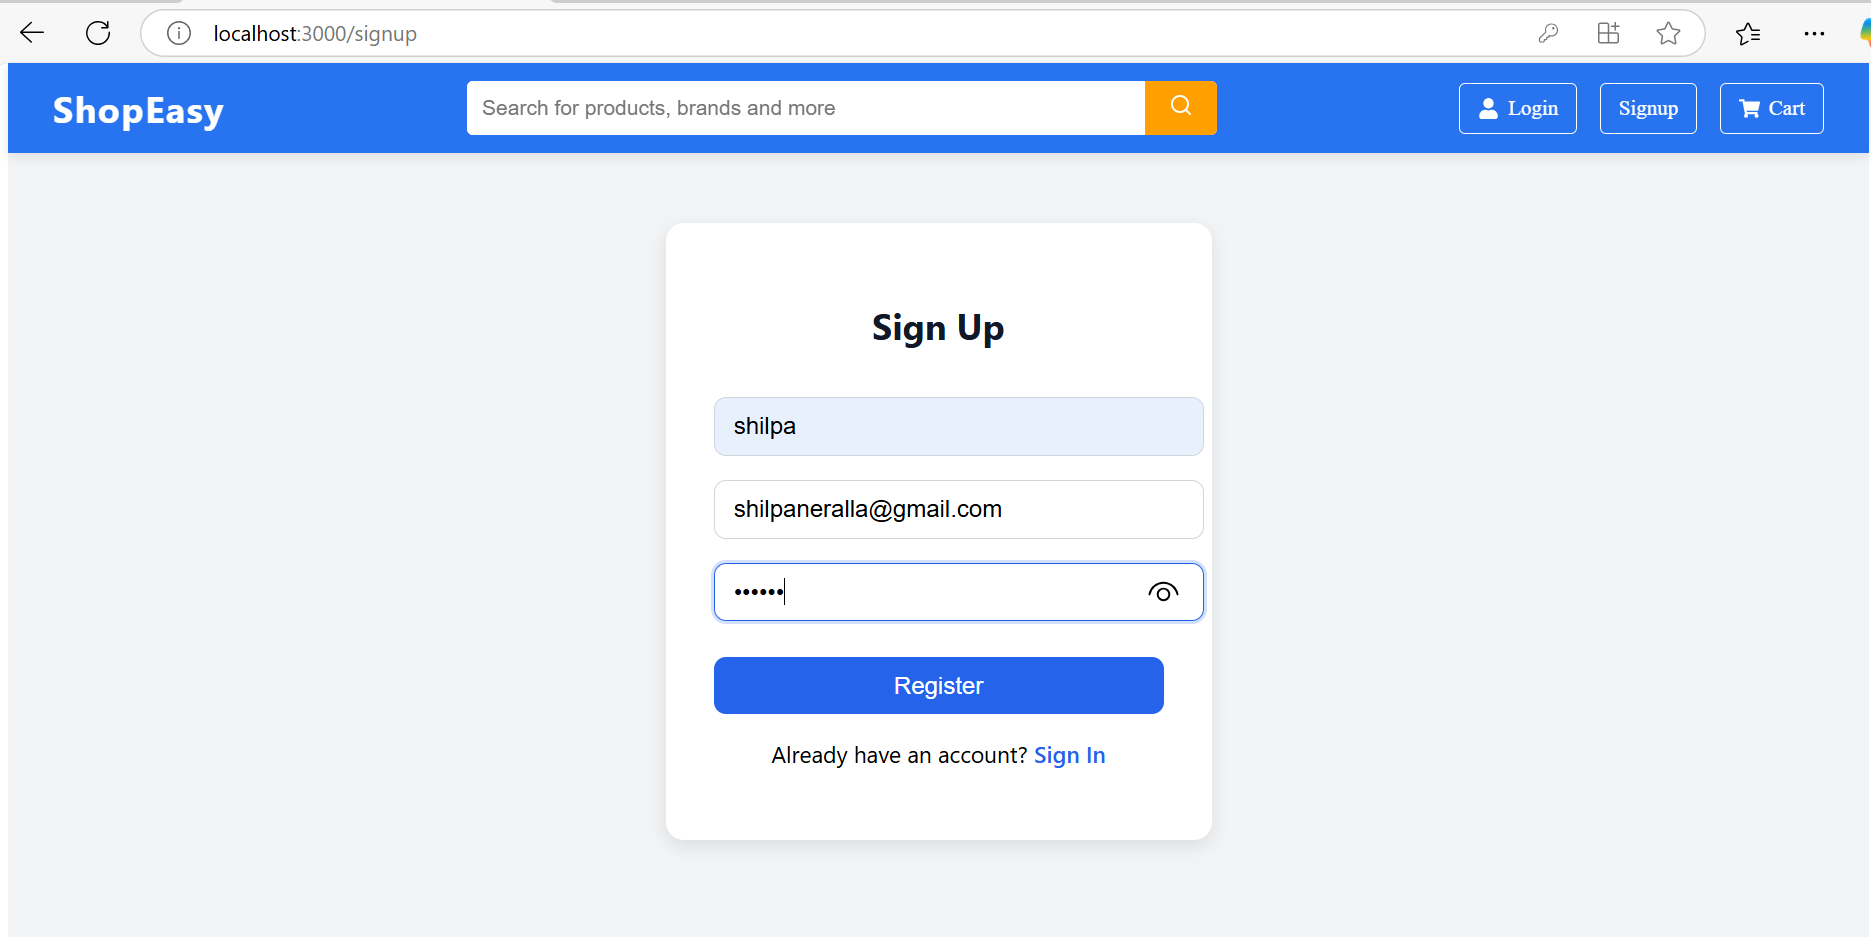 localhost:3000/signup
ShopEasy
Search for products, brands and more
Login
Signup
Cart
Sign Up
shilpa
shilpaneralla@gmail.com
••••••
Register
Already have an account? Sign In